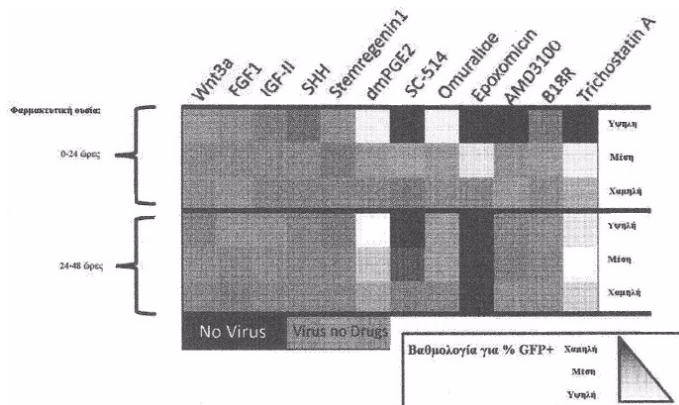 Wnt3a
FGF1
IGF-II
SHH
Stemregenin1
dmPGE2
SC-514
Omuralide
Epoxomicin
AMD3100
B18R
Trichostatin A
Φαρμακευτική ουσία:
Υψηλη
0-24 ώρες
Μέση
Χαμηλή
Υψηλή
24-48 ώρες
Μέση
Χαμηλή
No Virus
Virus no Drugs
Βαθμολογία για % GFP+
Χαμηλή
Μέση
Υψηλή